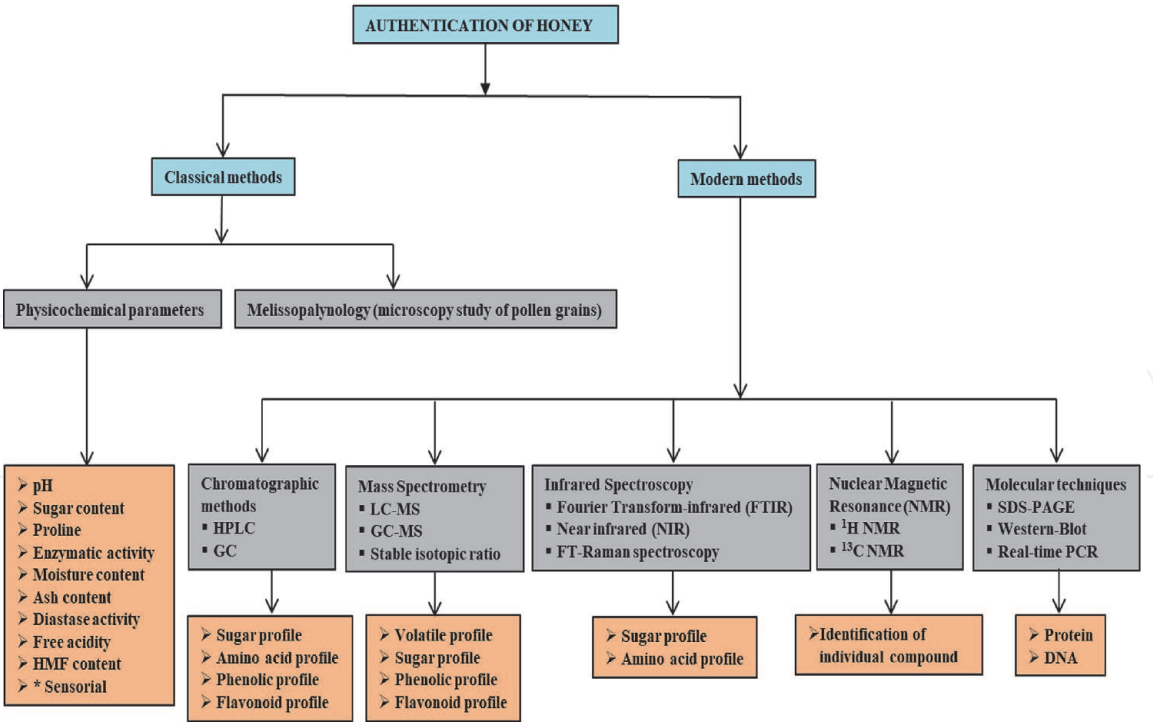 AUTHENTICATION OF HONEY
Classical methods
Modern methods
Physicochemical parameters
Melissopalynology (microscopy study of pollen grains)
➢ pH
➢ Sugar content
➢ Proline
➢ Enzymatic activity
➢ Moisture content
➢ Ash content
➢ Diastase activity
➢ Free acidity
➢ HMF content
➢ * Sensorial
Chromatographic
methods
▪ HPLC
▪ GC
➢ Sugar profile
➢ Amino acid profile
➢ Phenolic profile
➢ Flavonoid profile
Mass Spectrometry
▪ LC-MS
▪ GC-MS
▪ Stable isotopic ratio
➢ Volatile profile
➢ Sugar profile
➢ Phenolic profile
➢ Flavonoid profile
Infrared Spectroscopy
▪ Fourier Transform-infrared (FTIR)
▪ Near infrared (NIR)
▪ FT-Raman spectroscopy
➢ Sugar profile
➢ Amino acid profile
Nuclear Magnetic
Resonance (NMR)
▪ ¹H NMR
▪ ¹³C NMR
➢ Identification of
individual compound
Molecular techniques
▪ SDS-PAGE
▪ Western-Blot
▪ Real-time PCR
➢ Protein
➢ DNA